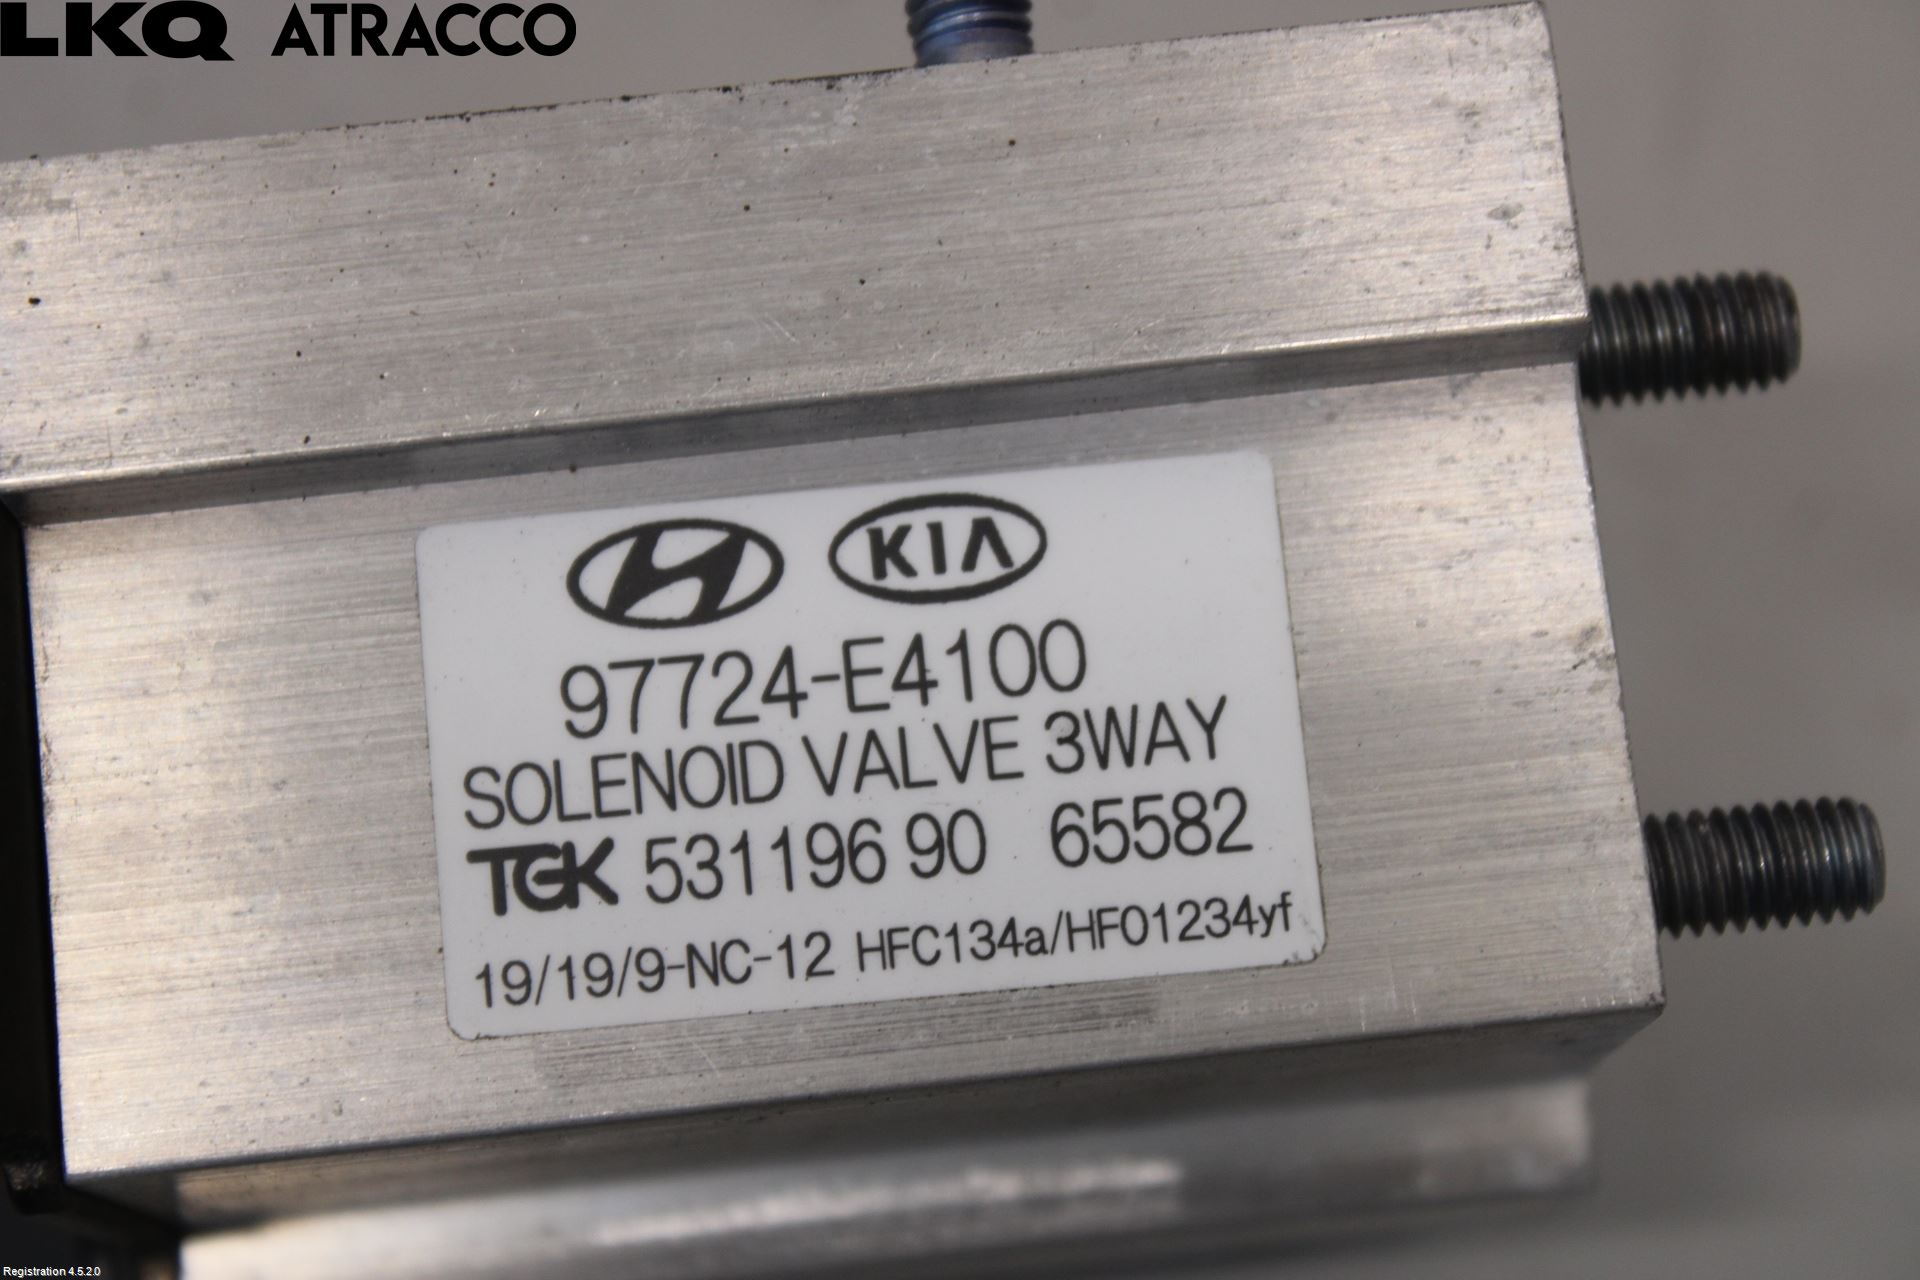 LKQ ATRACCO
KIA
97724-E4100
SOLENOID VALVE 3WAY
TGK 531196 90 65582
19/19/9-NC-12 HFC134a/HFO1234yf
Registration 4.5.2.0